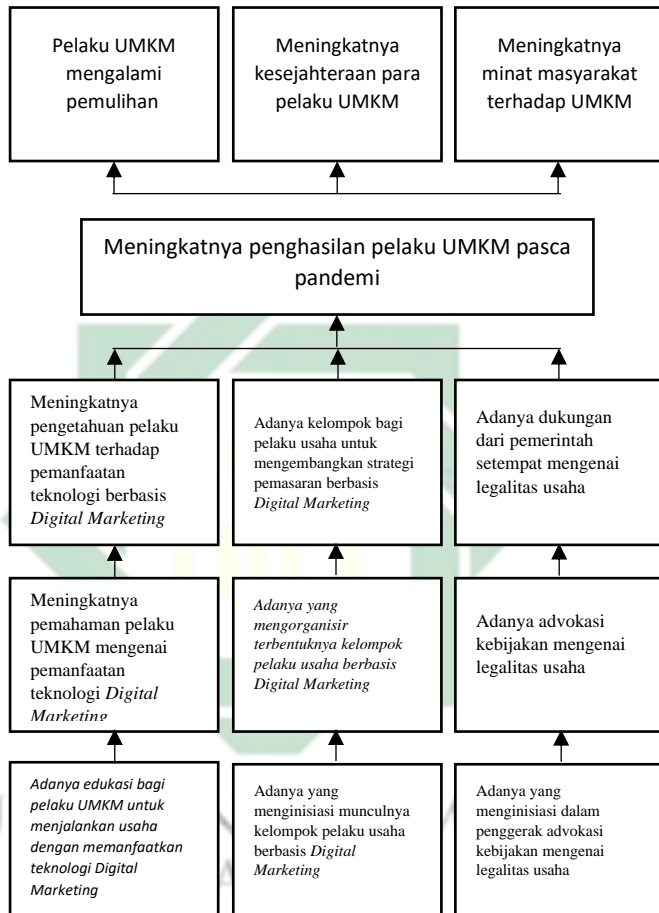 Pelaku UMKM
mengalami
pemulihan
Meningkatnya
kesejahteraan para
pelaku UMKM
Meningkatnya
minat masyarakat
terhadap UMKM
Meningkatnya penghasilan pelaku UMKM pasca
pandemi
Meningkatnya
pengetahuan pelaku
UMKM terhadap
pemanfaatan
teknologi berbasis
Digital Marketing
Adanya kelompok bagi
pelaku usaha untuk
mengembangkan strategi
pemasaran berbasis
Digital Marketing
Adanya dukungan
dari pemerintah
setempat mengenai
legalitas usaha
Meningkatnya
pemahaman pelaku
UMKM mengenai
pemanfaatan
teknologi Digital
Marketing
Adanya yang
mengorganisir
terbentuknya kelompok
pelaku usaha berbasis
Digital Marketing
Adanya advokasi
kebijakan mengenai
legalitas usaha
Adanya edukasi bagi
pelaku UMKM untuk
menjalankan usaha
dengan memanfaatkan
teknologi Digital
Marketing
Adanya yang
menginisiasi munculnya
kelompok pelaku usaha
berbasis Digital
Marketing
Adanya yang
menginisiasi dalam
penggerak advokasi
kebijakan mengenai
legalitas usaha